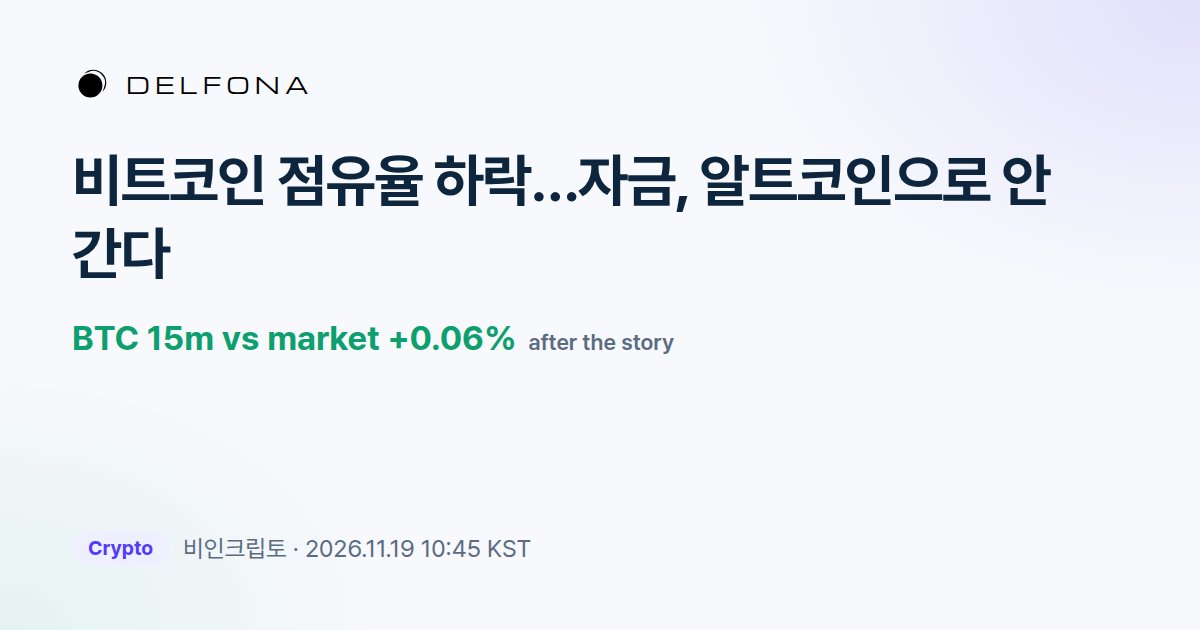 DELFONA
비트코인 점유율 하락…자금, 알트코인으로 안
간다
BTC 15m vs market +0.06% after the story
Crypto 비인크립토 · 2026.11.19 10:45 KST